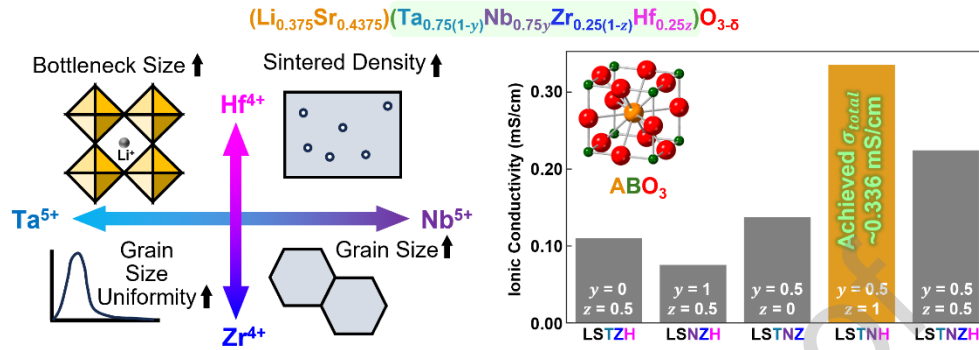 (Li0.375Sr0.4375)(Ta0.75(1-y)Nb0.75yZr0.25(1-z)Hf0.25z)O3-δ
Bottleneck Size
Sintered Density
Hf4+
Li+
Ta5+
Nb5+
Grain
Size
Uniformity
Grain Size
Zr4+
Ionic Conductivity (mS/cm)
0.30
0.20
0.10
0.00
ABO3
Achieved σtotal
~0.336 mS/cm
y = 0
z = 0.5
y = 1
z = 0.5
y = 0.5
z = 0
y = 0.5
z = 1
y = 0.5
z = 0.5
LSTZH
LSNZH
LSTNZ
LSTNH
LSTNZH